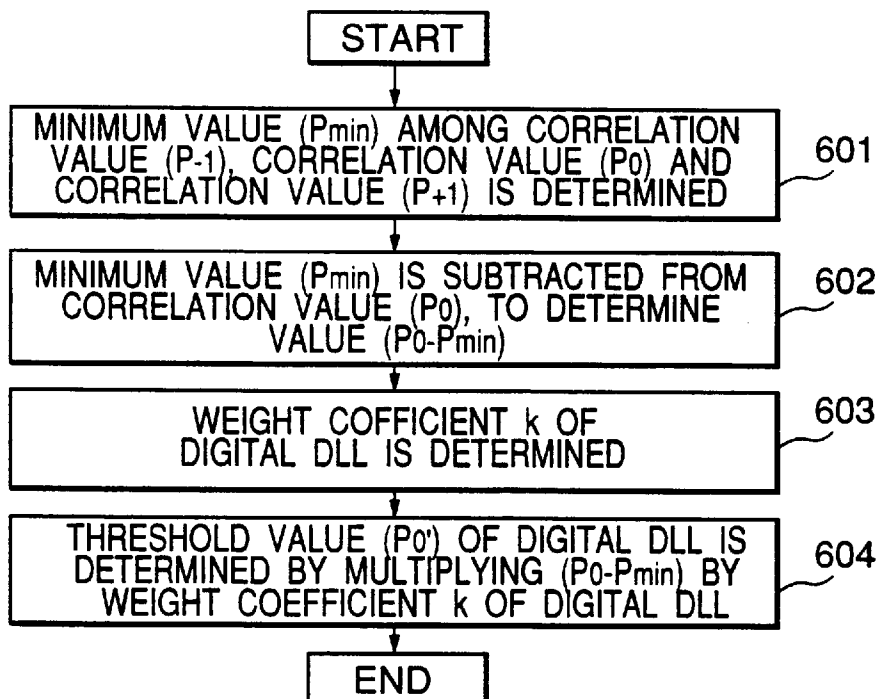 START
MINIMUM VALUE (Pmin) AMONG CORRELATION
VALUE (P-1), CORRELATION VALUE (P0) AND
CORRELATION VALUE (P+1) IS DETERMINED
601
MINIMUM VALUE (Pmin) IS SUBTRACTED FROM
CORRELATION VALUE (P0), TO DETERMINE
VALUE (P0-Pmin)
602
WEIGHT COFFICIENT k OF
DIGITAL DLL IS DETERMINED
603
THRESHOLD VALUE (P0') OF DIGITAL DLL IS
DETERMINED BY MULTIPLYING (P0-Pmin) BY
WEIGHT COEFFICIENT k OF DIGITAL DLL
604
END